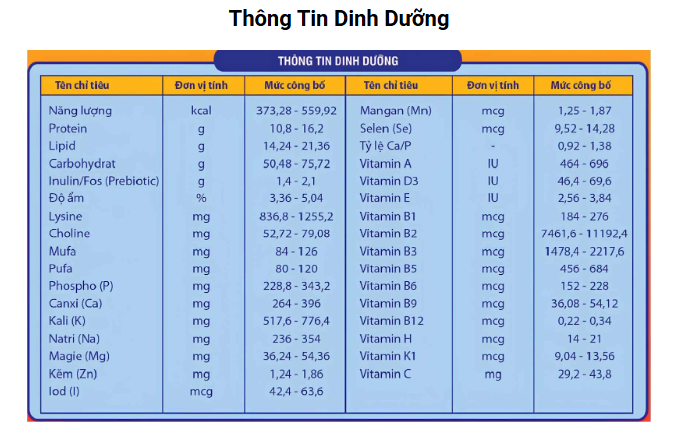 Thông Tin Dinh Dưỡng
THÔNG TIN DINH DƯỠNG
Tên chỉ tiêu Đơn vị tính Mức công bố Tên chỉ tiêu Đơn vị tính Mức công bố
Năng lượng kcal 373,28 - 559,92 Mangan (Mn) mcg 1,25 - 1,87
Protein g 10,8 - 16,2 Selen (Se) mcg 9,52 - 14,28
Lipid g 14,24 - 21,36 Tỷ lệ Ca/P - 0,92 - 1,38
Carbohydrat g 50,48 - 75,72 Vitamin A IU 464 - 696
Inulin/Fos (Prebiotic) g 1,4 - 2,1 Vitamin D3 IU 46,4 - 69,6
Độ ẩm % 3,36 - 5,04 Vitamin E IU 2,56 - 3,84
Lysine mg 836,8 - 1255,2 Vitamin B1 mcg 184 - 276
Choline mg 52,72 - 79,08 Vitamin B2 mcg 7461,6 - 11192,4
Mufa mg 84 - 126 Vitamin B3 mcg 1478,4 - 2217,6
Pufa mg 80 - 120 Vitamin B5 mcg 456 - 684
Phospho (P) mg 228,8 - 343,2 Vitamin B6 mcg 152 - 228
Canxi (Ca) mg 264 - 396 Vitamin B9 mcg 36,08 - 54,12
Kali (K) mg 517,6 - 776,4 Vitamin B12 mcg 0,22 - 0,34
Natri (Na) mg 236 - 354 Vitamin H mcg 14 - 21
Magie (Mg) mg 36,24 - 54,36 Vitamin K1 mcg 9,04 - 13,56
Kẽm (Zn) mg 1,24 - 1,86 Vitamin C mg 29,2 - 43,8
Iod (I) mcg 42,4 - 63,6